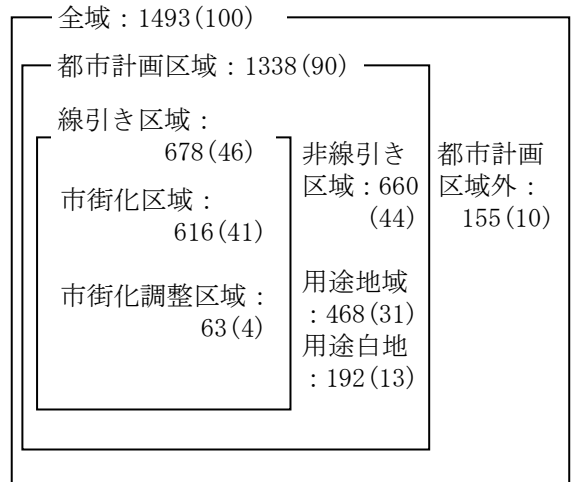 全域：1493(100)
都市計画区域：1338(90)
線引き区域：
678(46)
市街化区域：
616(41)
市街化調整区域：
63(4)
非線引き
区域：660
(44)
用途地域
：468(31)
用途白地
：192(13)
都市計画
区域外：
155(10)